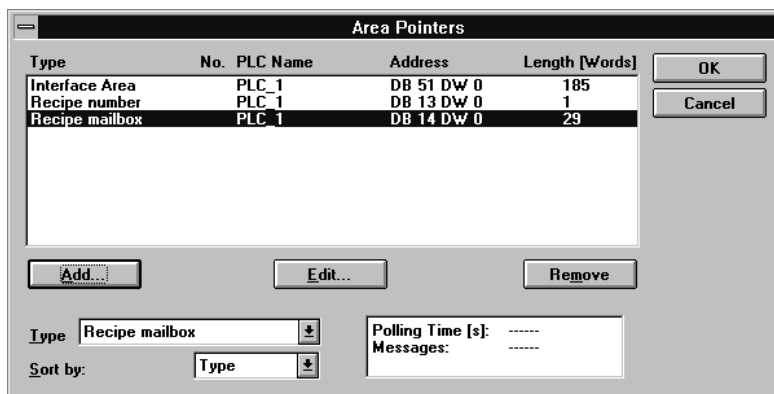 Area Pointers
Type No. PLC Name Address Length [Words]
Interface Area PLC_1 DB 51 DW 0 185
Recipe number PLC_1 DB 13 DW 0 1
Recipe mailbox PLC_1 DB 14 DW 0 29
OK
Cancel
Add... Edit... Remove
Type Recipe mailbox
Sort by: Type
Polling Time [s]: ------
Messages: ------